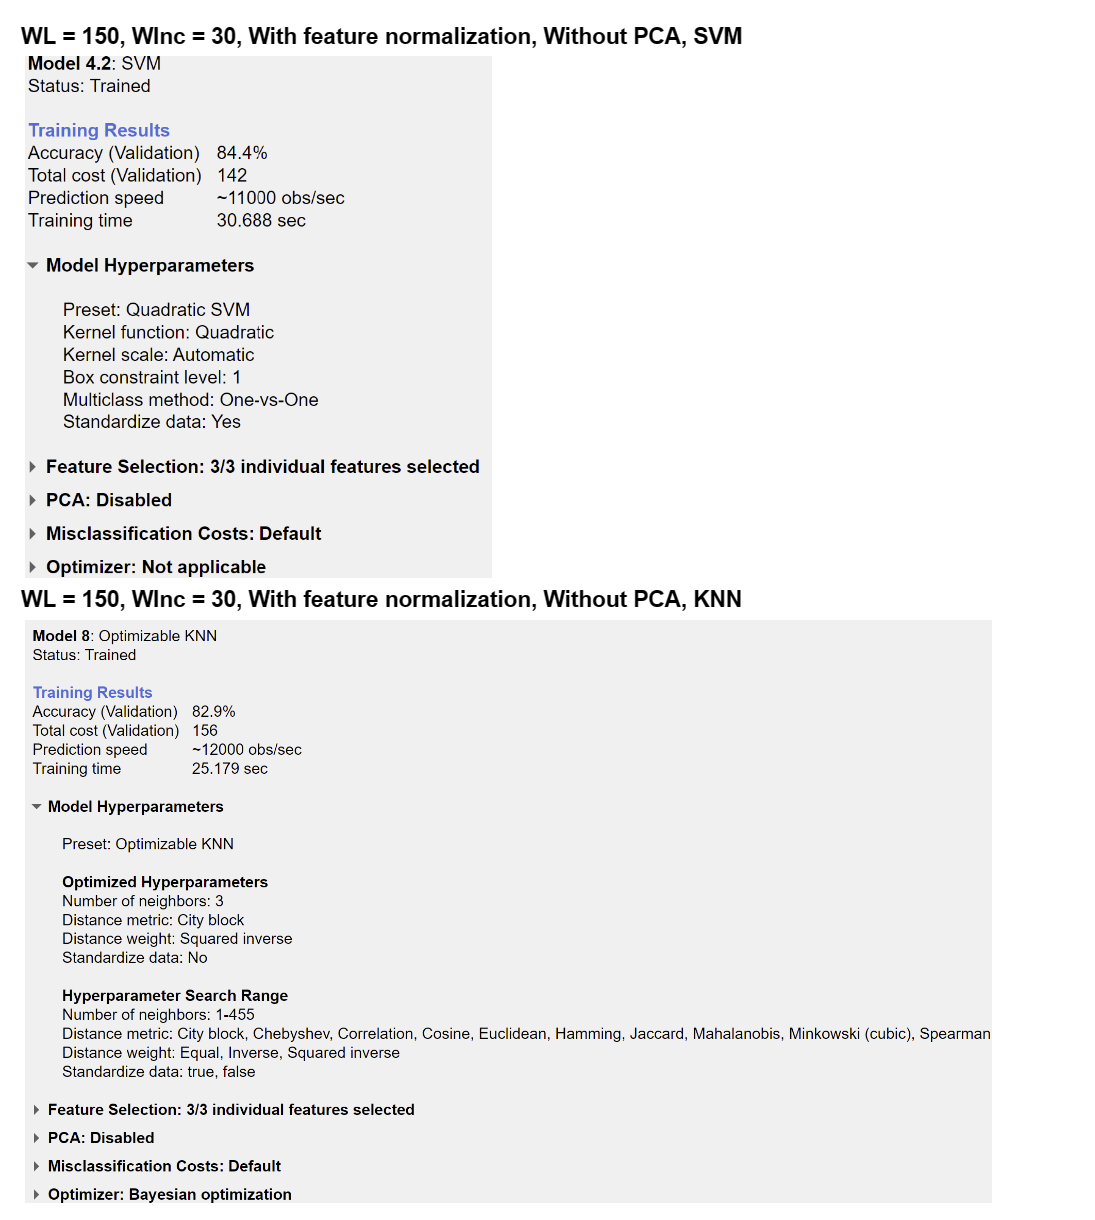 WL = 150, WInc = 30, With feature normalization, Without PCA, SVM
Model 4.2: SVM
Status: Trained
Training Results
Accuracy (Validation) 84.4%
Total cost (Validation) 142
Prediction speed ~11000 obs/sec
Training time 30.688 sec
Model Hyperparameters
Preset: Quadratic SVM
Kernel function: Quadratic
Kernel scale: Automatic
Box constraint level: 1
Multiclass method: One-vs-One
Standardize data: Yes
Feature Selection: 3/3 individual features selected
PCA: Disabled
Misclassification Costs: Default
Optimizer: Not applicable
WL = 150, WInc = 30, With feature normalization, Without PCA, KNN
Model 8: Optimizable KNN
Status: Trained
Training Results
Accuracy (Validation) 82.9%
Total cost (Validation) 156
Prediction speed ~12000 obs/sec
Training time 25.179 sec
Model Hyperparameters
Preset: Optimizable KNN
Optimized Hyperparameters
Number of neighbors: 3
Distance metric: City block
Distance weight: Squared inverse
Standardize data: No
Hyperparameter Search Range
Number of neighbors: 1-455
Distance metric: City block, Chebyshev, Correlation, Cosine, Euclidean, Hamming, Jaccard, Mahalanobis, Minkowski (cubic), Spearman
Distance weight: Equal, Inverse, Squared inverse
Standardize data: true, false
Feature Selection: 3/3 individual features selected
PCA: Disabled
Misclassification Costs: Default
Optimizer: Bayesian optimization